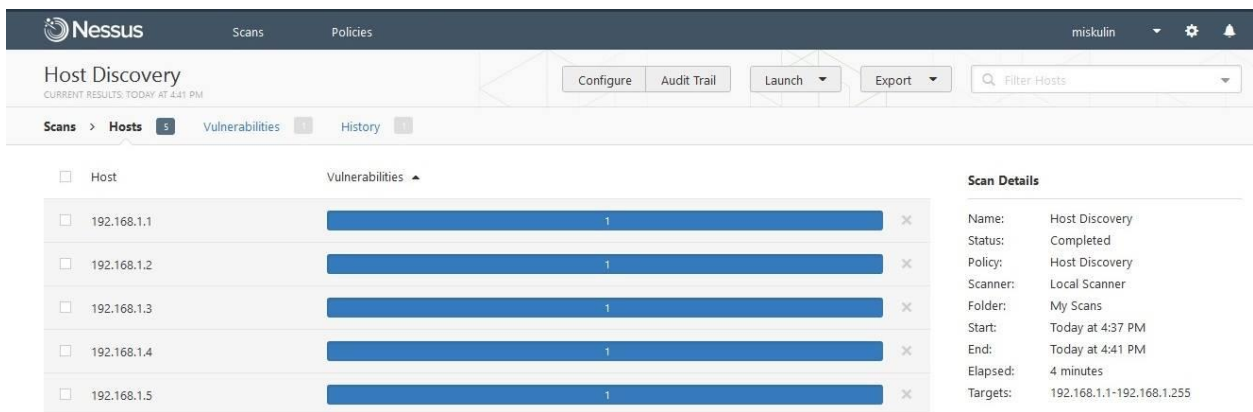 Nessus Scans Policies miskulin
Host Discovery
CURRENT RESULTS: TODAY AT 4:41 PM
Configure Audit Trail Launch Export Filter Hosts
Scans > Hosts 5 Vulnerabilities 1 History 1
Host Vulnerabilities
192.168.1.1 1
192.168.1.2 1
192.168.1.3 1
192.168.1.4 1
192.168.1.5 1
Scan Details
Name: Host Discovery
Status: Completed
Policy: Host Discovery
Scanner: Local Scanner
Folder: My Scans
Start: Today at 4:37 PM
End: Today at 4:41 PM
Elapsed: 4 minutes
Targets: 192.168.1.1-192.168.1.255